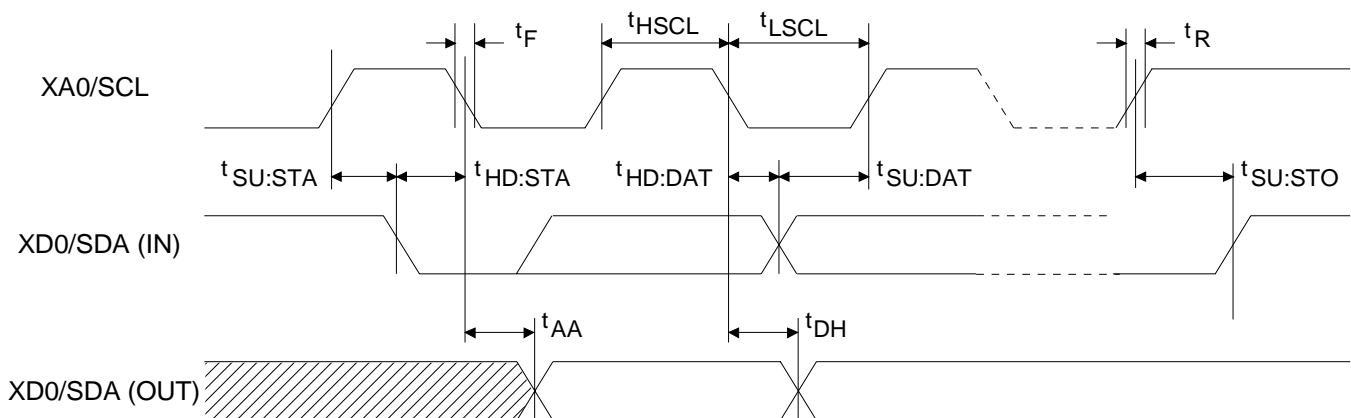 tF tHSCL tLSCL tR
XA0/SCL
tSU:STA tHD:STA tHD:DAT tSU:DAT tSU:STO
XD0/SDA (IN)
tAA tDH
XD0/SDA (OUT)